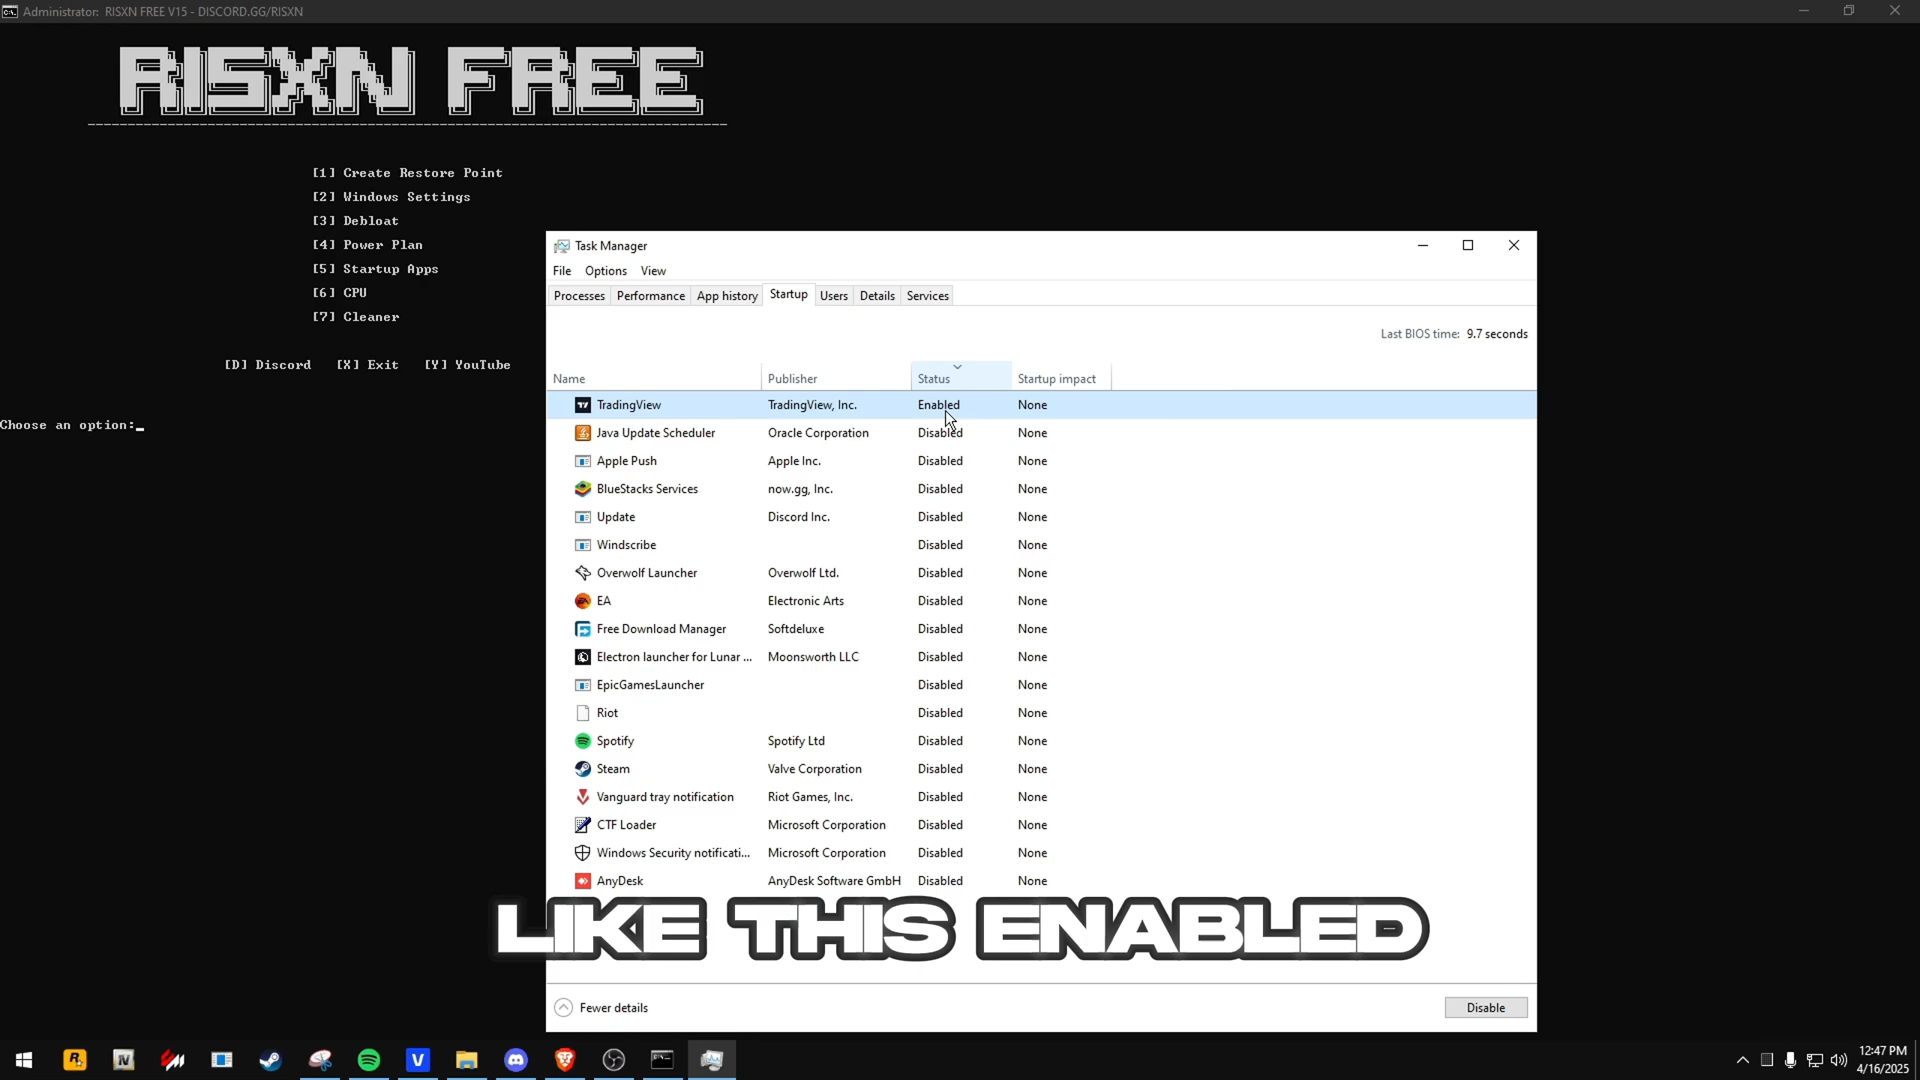 Administrator: RISXN FREE V15 - DISCORD.GG/RISXN
RISXN FREE
[1] Create Restore Point
[2] Windows Settings
[3] Debloat
[4] Power Plan
[5] Startup Apps
[6] CPU
[7] Cleaner
[D] Discord [X] Exit [Y] YouTube
Choose an option:_
Task Manager
File Options View
Processes Performance App history Startup Users Details Services
Last BIOS time: 9.7 seconds
Name Publisher Status Startup impact
TradingView TradingView, Inc. Enabled None
Java Update Scheduler Oracle Corporation Disabled None
Apple Push Apple Inc. Disabled None
BlueStacks Services now.gg, Inc. Disabled None
Update Discord Inc. Disabled None
Windscribe Disabled None
Overwolf Launcher Overwolf Ltd. Disabled None
EA Electronic Arts Disabled None
Free Download Manager Softdeluxe Disabled None
Electron launcher for Lunar ... Moonsworth LLC Disabled None
EpicGamesLauncher Disabled None
Riot Disabled None
Spotify Spotify Ltd Disabled None
Steam Valve Corporation Disabled None
Vanguard tray notification Riot Games, Inc. Disabled None
CTF Loader Microsoft Corporation Disabled None
Windows Security notificati... Microsoft Corporation Disabled None
AnyDesk AnyDesk Software GmbH Disabled None
LIKE THIS ENABLED
Fewer details Disable
12:47 PM
4/16/2025